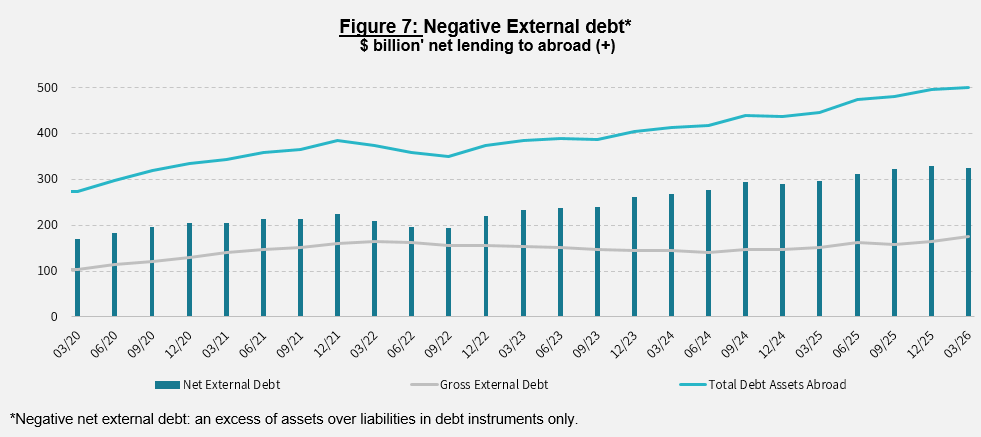 Figure 7: Negative External debt*
$ billion' net lending to abroad (+)
500
400
300
200
100
0
03/20 06/20 09/20 12/20 03/21 06/21 09/21 12/21 03/22 06/22 09/22 12/22 03/23 06/23 09/23 12/23 03/24 06/24 09/24 12/24 03/25 06/25 09/25 12/25 03/26
Net External Debt Gross External Debt Total Debt Assets Abroad
*Negative net external debt: an excess of assets over liabilities in debt instruments only.